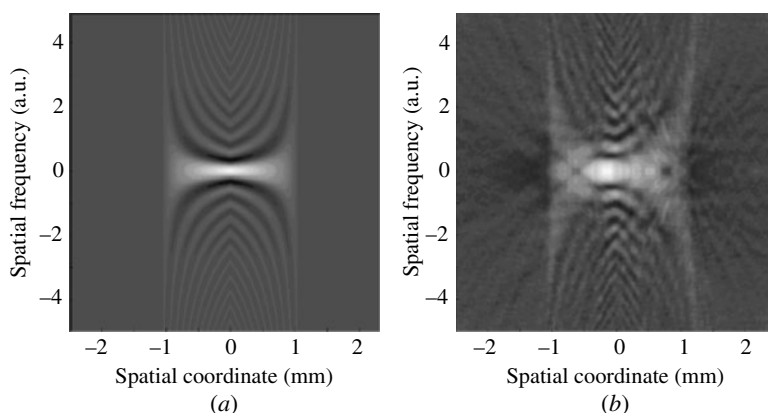 Spatial frequency (a.u.)
4
2
0
–2
–4
–2 –1 0 1 2
Spatial coordinate (mm)
(a)
Spatial frequency (a.u.)
4
2
0
–2
–4
–2 –1 0 1 2
Spatial coordinate (mm)
(b)